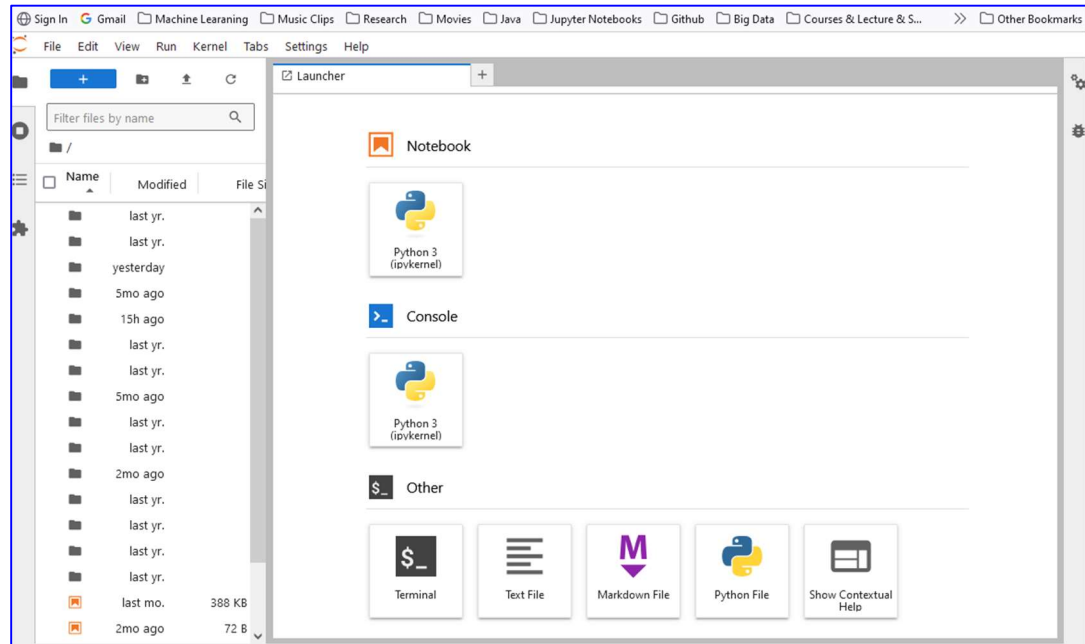 Sign In Gmail Machine Learaning Music Clips Research Movies Java Jupyter Notebooks Github Big Data Courses & Lecture & S... Other Bookmarks
File Edit View Run Kernel Tabs Settings Help
+
Launcher
+
Filter files by name
/
Name Modified File Si
last yr.
last yr.
yesterday
5mo ago
15h ago
last yr.
last yr.
5mo ago
last yr.
last yr.
2mo ago
last yr.
last yr.
last yr.
last yr.
last mo. 388 KB
2mo ago 72 B
Notebook
Python 3
(ipykernel)
>_ Console
Python 3
(ipykernel)
$_ Other
$_
Terminal
Text File
M
Markdown File
Python File
Show Contextual
Help